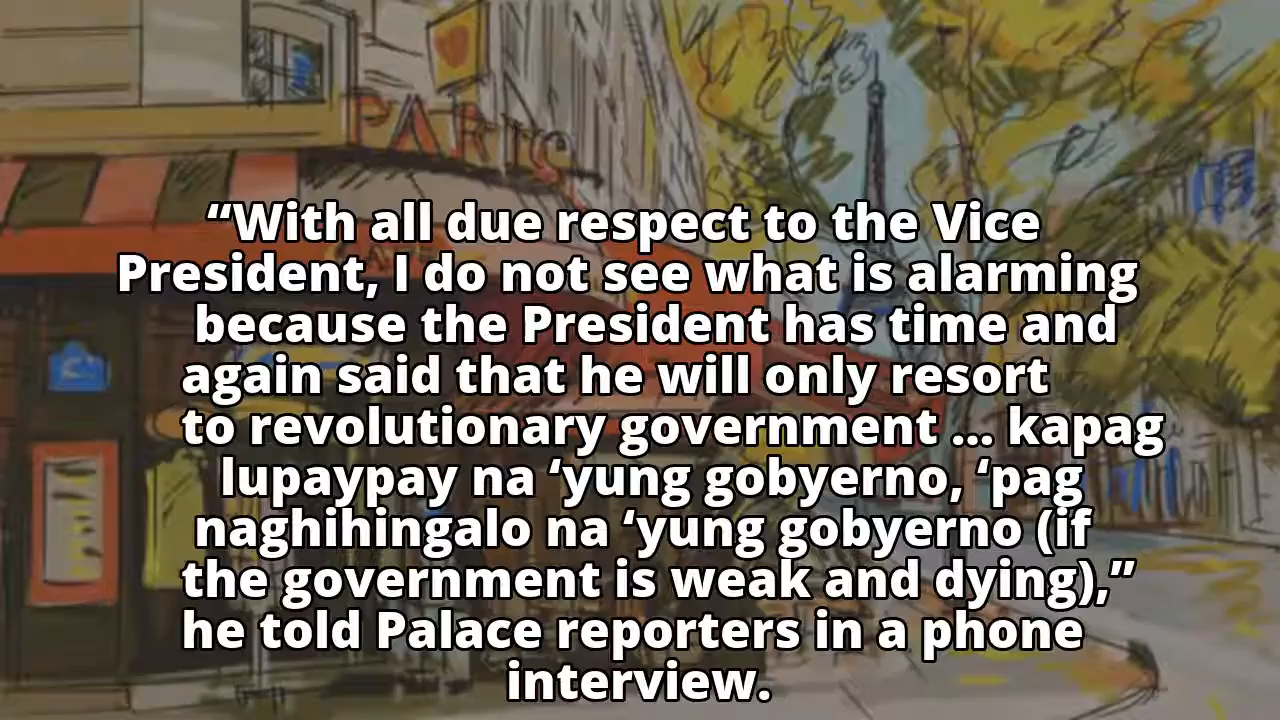 PARIS
“With all due respect to the Vice
President, I do not see what is alarming
because the President has time and
again said that he will only resort
to revolutionary government ... kapag
lupaypay na ‘yung gobyerno, ‘pag
naghihingalo na ‘yung gobyerno (if
the government is weak and dying),”
he told Palace reporters in a phone
interview.